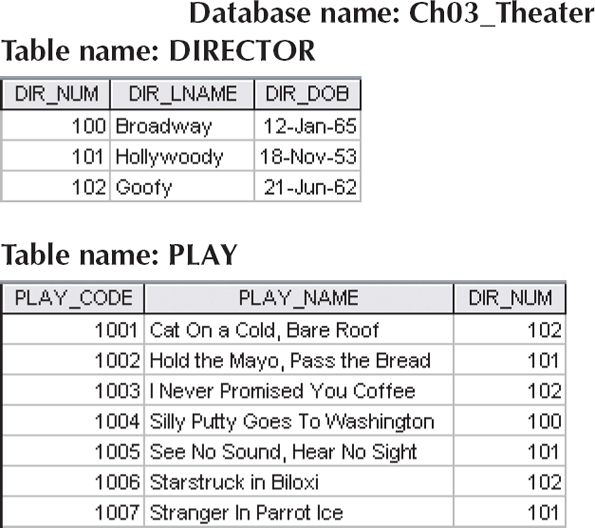 Database name: Ch03_Theater
Table name: DIRECTOR
DIR_NUM DIR_LNAME DIR_DOB
100 Broadway 12-Jan-65
101 Hollywoody 18-Nov-53
102 Goofy 21-Jun-62
Table name: PLAY
PLAY_CODE PLAY_NAME DIR_NUM
1001 Cat On a Cold, Bare Roof 102
1002 Hold the Mayo, Pass the Bread 101
1003 I Never Promised You Coffee 102
1004 Silly Putty Goes To Washington 100
1005 See No Sound, Hear No Sight 101
1006 Starstruck in Biloxi 102
1007 Stranger In Parrot Ice 101